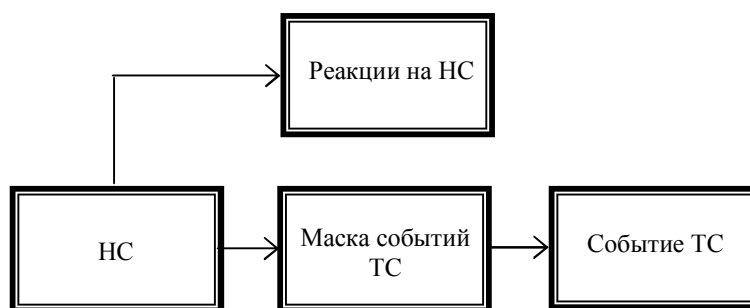 Реакции на НС
НС
Маска событий
ТС
Событие ТС